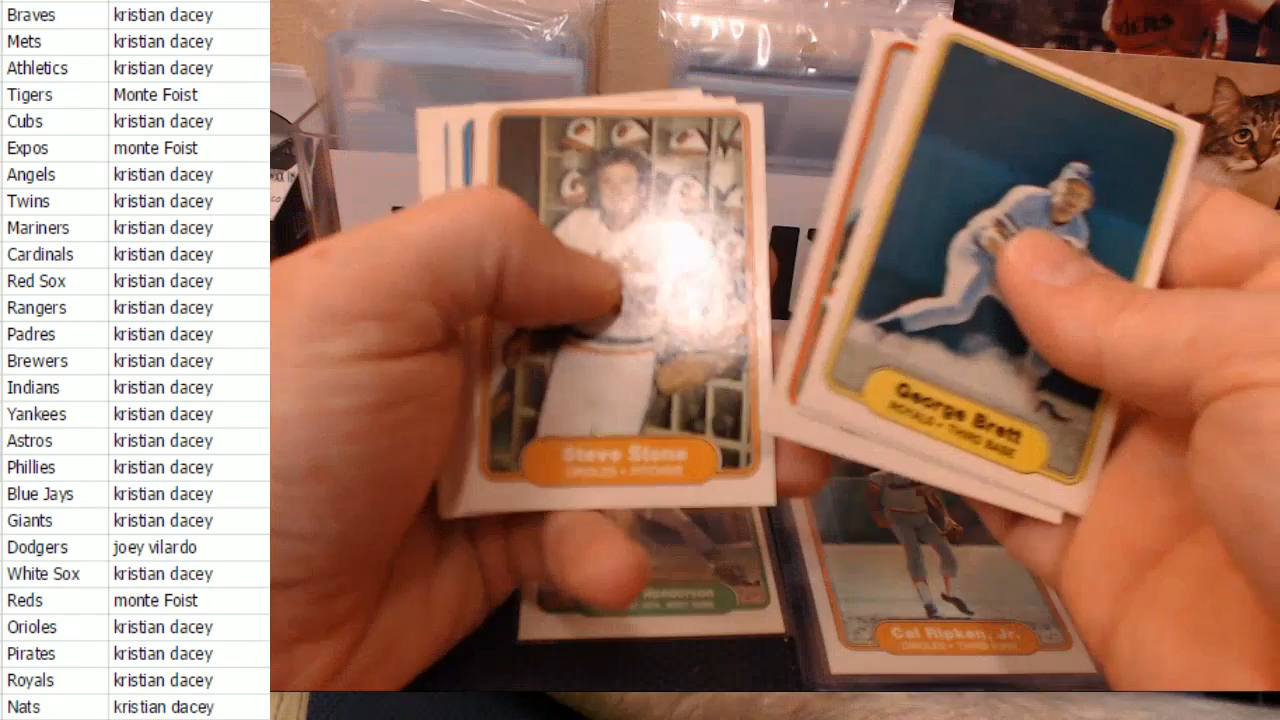 Braves kristian dacey
Mets kristian dacey
Athletics kristian dacey
Tigers Monte Foist
Cubs kristian dacey
Expos monte Foist
Angels kristian dacey
Twins kristian dacey
Mariners kristian dacey
Cardinals kristian dacey
Red Sox kristian dacey
Rangers kristian dacey
Padres kristian dacey
Brewers kristian dacey
Indians kristian dacey
Yankees kristian dacey
Astros kristian dacey
Phillies kristian dacey
Blue Jays kristian dacey
Giants kristian dacey
Dodgers joey vilardo
White Sox kristian dacey
Reds monte Foist
Orioles kristian dacey
Pirates kristian dacey
Royals kristian dacey
Nats kristian dacey
George Brett
ROYALS • THIRD BASE
Steve Stone
ORIOLES • PITCHER
Henderson
Cal Ripken, Jr.
ORIOLES • THIRD BASE